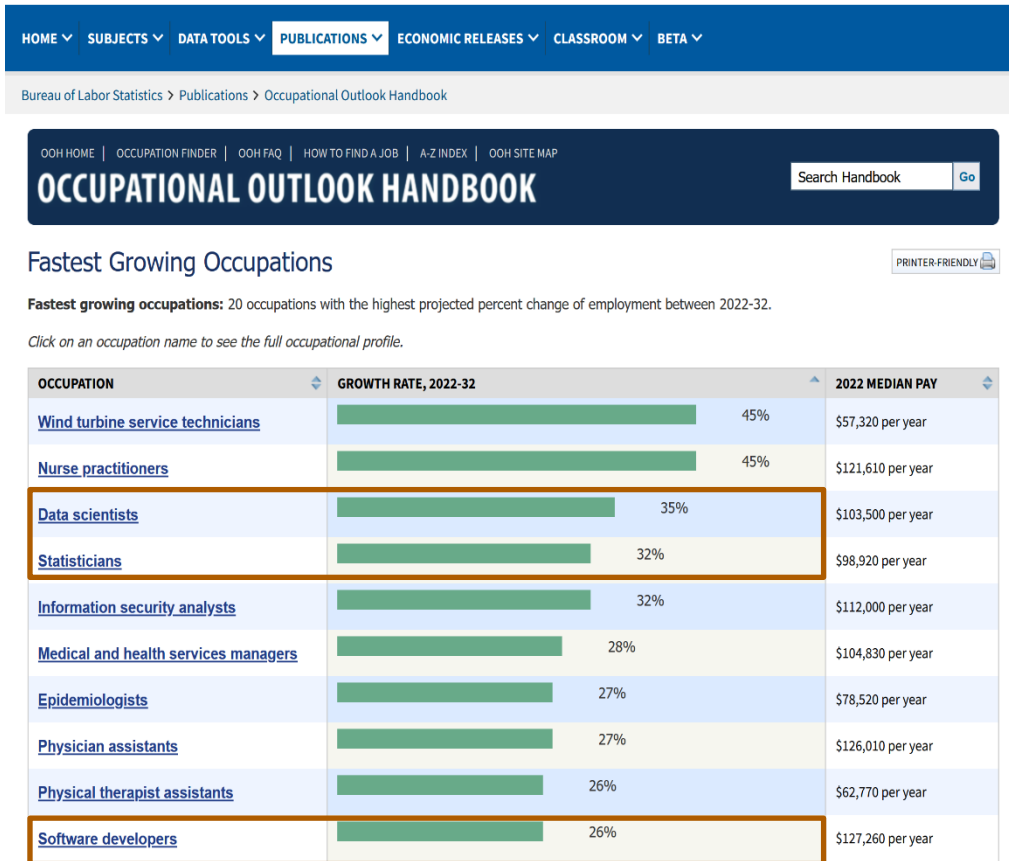 HOME SUBJECTS DATA TOOLS PUBLICATIONS ECONOMIC RELEASES CLASSROOM BETA
Bureau of Labor Statistics > Publications > Occupational Outlook Handbook
OOH HOME | OCCUPATION FINDER | OOH FAQ | HOW TO FIND A JOB | A-Z INDEX | OOH SITE MAP
OCCUPATIONAL OUTLOOK HANDBOOK
Search Handbook Go
Fastest Growing Occupations
PRINTER-FRIENDLY
Fastest growing occupations: 20 occupations with the highest projected percent change of employment between 2022-32.
Click on an occupation name to see the full occupational profile.
OCCUPATION GROWTH RATE, 2022-32 2022 MEDIAN PAY
Wind turbine service technicians 45% $57,320 per year
Nurse practitioners 45% $121,610 per year
Data scientists 35% $103,500 per year
Statisticians 32% $98,920 per year
Information security analysts 32% $112,000 per year
Medical and health services managers 28% $104,830 per year
Epidemiologists 27% $78,520 per year
Physician assistants 27% $126,010 per year
Physical therapist assistants 26% $62,770 per year
Software developers 26% $127,260 per year